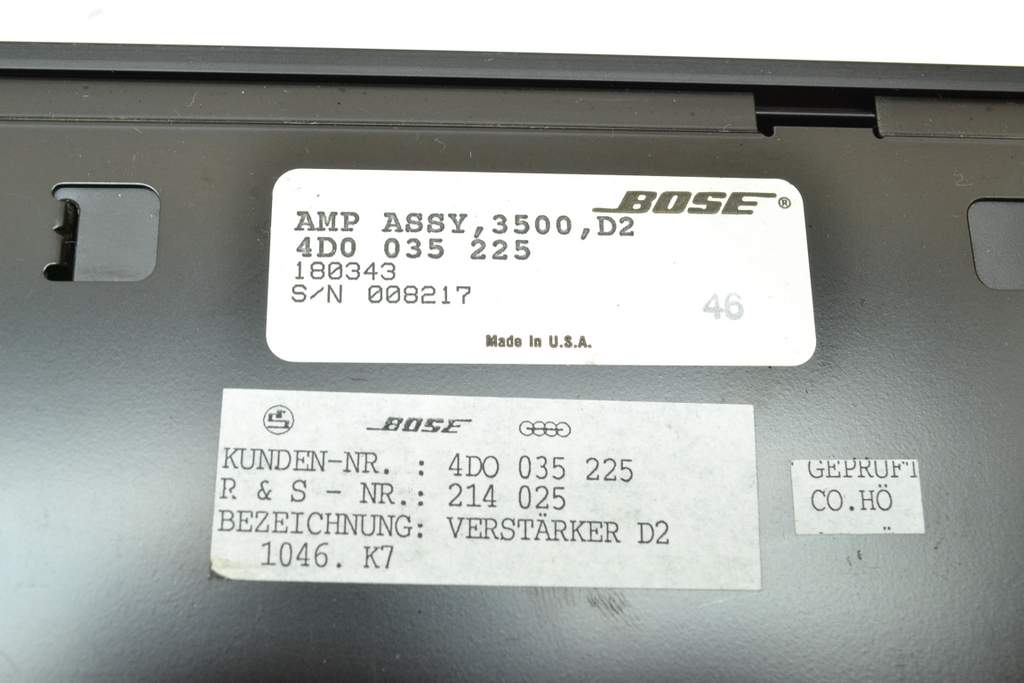 BOSE®
AMP ASSY,3500,D2
4D0 035 225
180343
S/N 008217
46
Made in U.S.A.
BOSE
KUNDEN-NR. : 4DO 035 225
R & S - NR.: 214 025
BEZEICHNUNG: VERSTÄRKER D2
1046. K7
GEPRÜFT
CO.HÖ